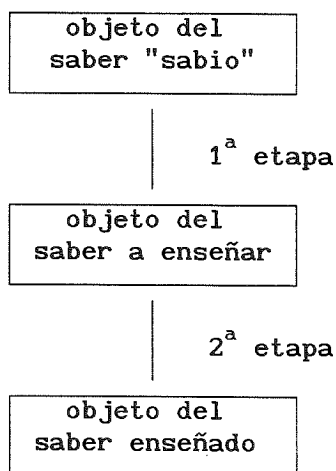 objeto del
saber "sabio"
1ª etapa
objeto del
saber a enseñar
2ª etapa
objeto del
saber enseñado